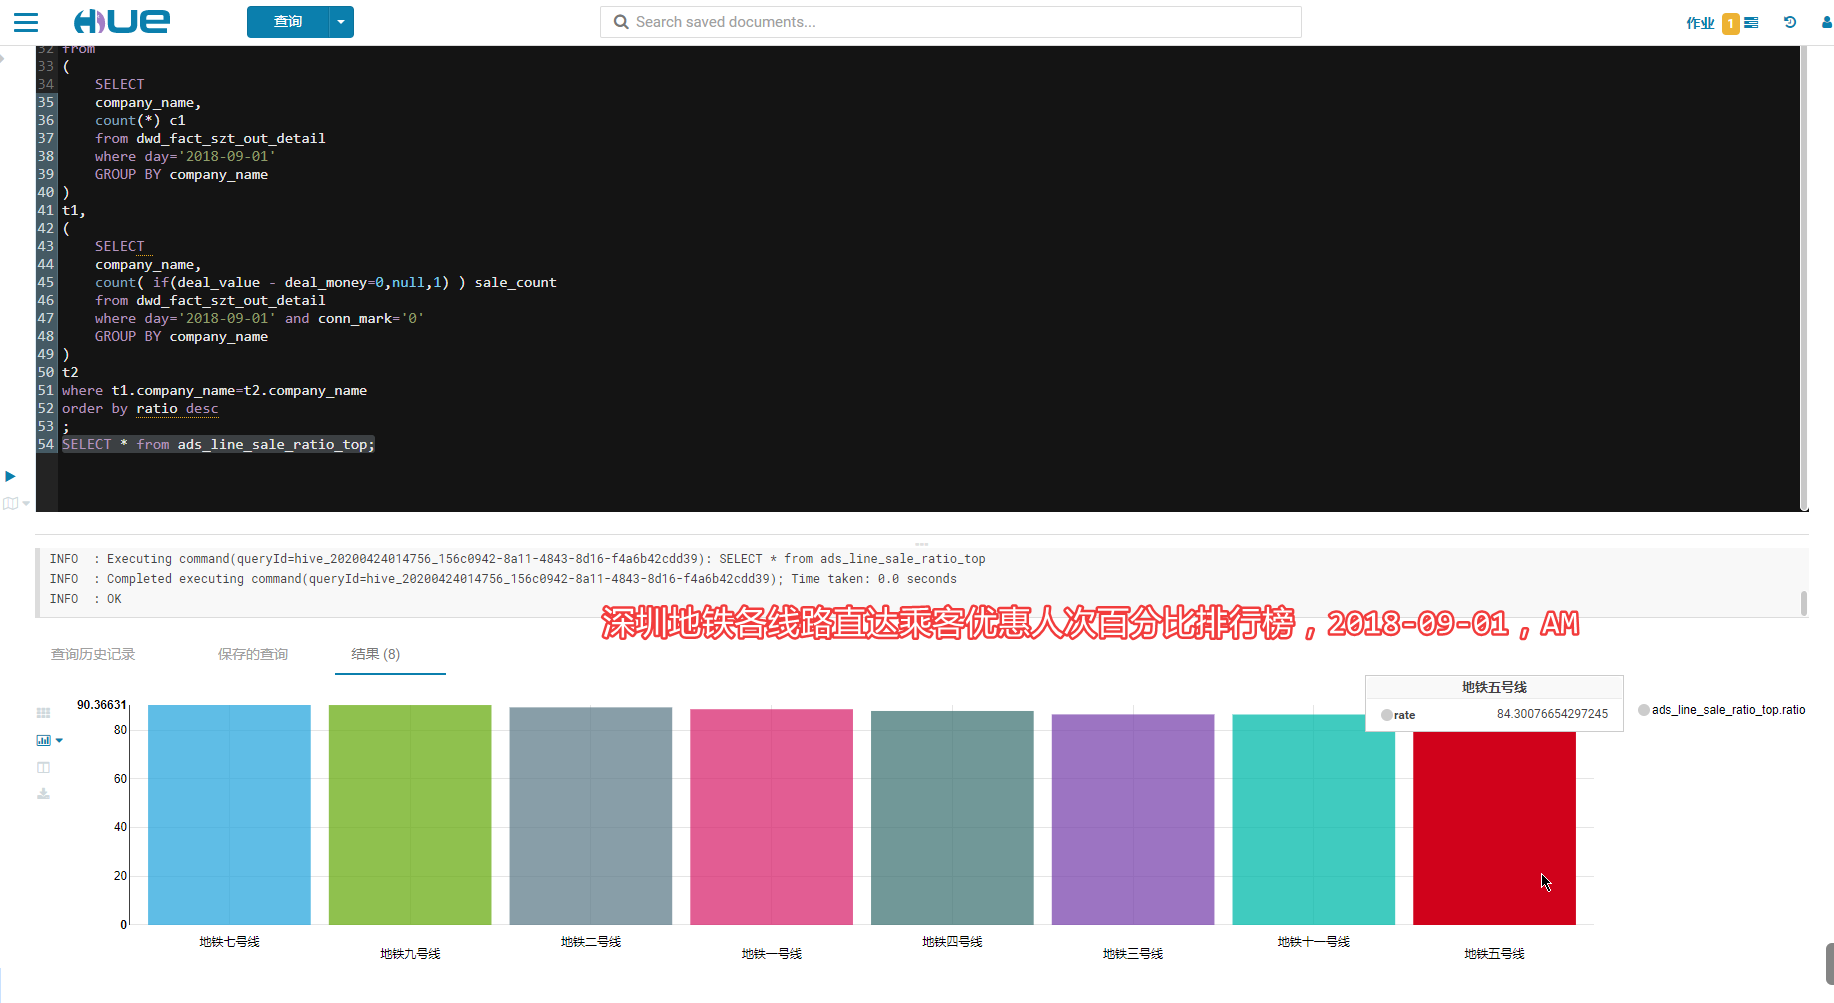 HUE
查询
Search saved documents...
作业 1
32 from
33 (
34 SELECT
35 company_name,
36 count(*) c1
37 from dwd_fact_szt_out_detail
38 where day='2018-09-01'
39 GROUP BY company_name
40 )
41 t1,
42 (
43 SELECT
44 company_name,
45 count( if(deal_value - deal_money=0,null,1) ) sale_count
46 from dwd_fact_szt_out_detail
47 where day='2018-09-01' and conn_mark='0'
48 GROUP BY company_name
49 )
50 t2
51 where t1.company_name=t2.company_name
52 order by ratio desc
53 ;
54 SELECT * from ads_line_sale_ratio_top;
INFO : Executing command(queryId=hive_20200424014756_156c0942-8a11-4843-8d16-f4a6b42cdd39): SELECT * from ads_line_sale_ratio_top
INFO : Completed executing command(queryId=hive_20200424014756_156c0942-8a11-4843-8d16-f4a6b42cdd39); Time taken: 0.0 seconds
INFO : OK
深圳地铁各线路直达乘客优惠人次百分比排行榜，2018-09-01，AM
查询历史记录
保存的查询
结果 (8)
地铁五号线
rate 84.30076654297245
ads_line_sale_ratio_top.ratio
90.36631
80
60
40
20
0
地铁七号线
地铁九号线
地铁二号线
地铁一号线
地铁四号线
地铁三号线
地铁十一号线
地铁五号线